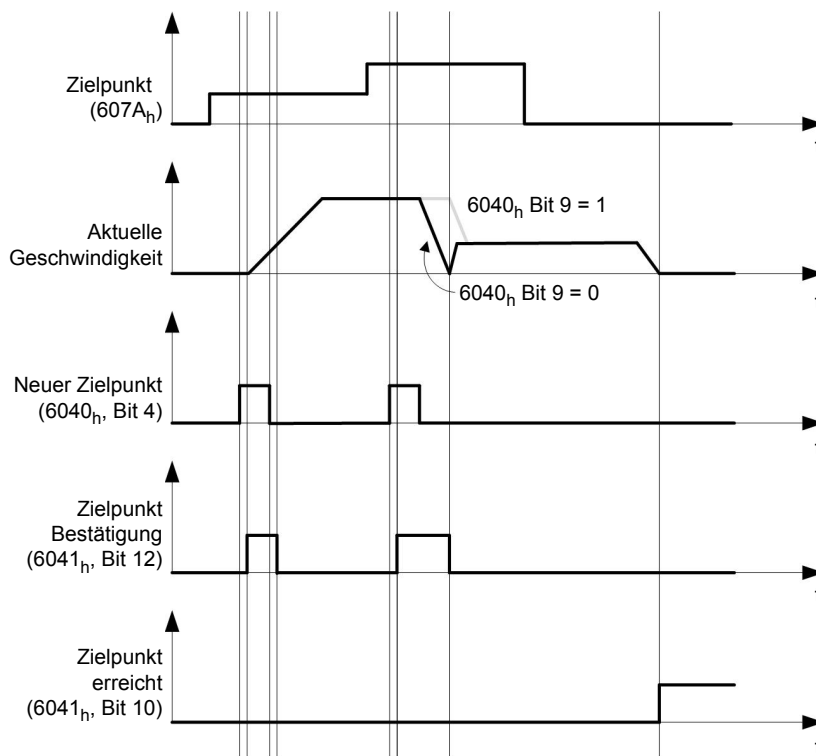 Zielpunkt
(607Ah)
Aktuelle
Geschwindigkeit
6040h Bit 9 = 1
6040h Bit 9 = 0
Neuer Zielpunkt
(6040h, Bit 4)
Zielpunkt
Bestätigung
(6041h, Bit 12)
Zielpunkt
erreicht
(6041h, Bit 10)